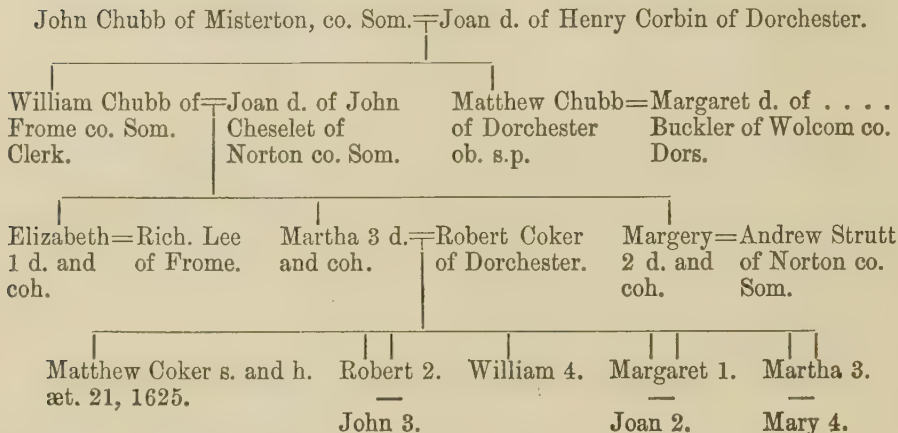 John Chubb of Misterton, co. Som.=Joan d. of Henry Corbin of Dorchester.
William Chubb of=Joan d. of John
Frome co. Som. Cheselet of
Clerk. Norton co. Som.
Matthew Chubb=Margaret d. of . . . .
of Dorchester Buckler of Wolcom co.
ob. s.p. Dors.
Elizabeth=Rich. Lee
1 d. and of Frome.
coh.
Martha 3 d.=Robert Coker
and coh. of Dorchester.
Margery=Andrew Strutt
2 d. and of Norton co.
coh. Som.
Matthew Coker s. and h.
æt. 21, 1625.
Robert 2.
—
John 3.
William 4.
Margaret 1.
—
Joan 2.
Martha 3.
—
Mary 4.